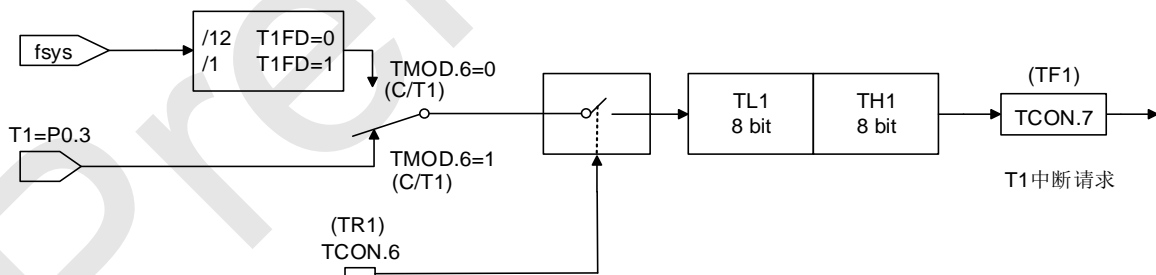 fsys
/12 T1FD=0
/1 T1FD=1
TMOD.6=0
(C/T1)
T1=P0.3
TMOD.6=1
(C/T1)
(TR1)
TCON.6
TL1
8 bit
TH1
8 bit
(TF1)
TCON.7
T1中断请求